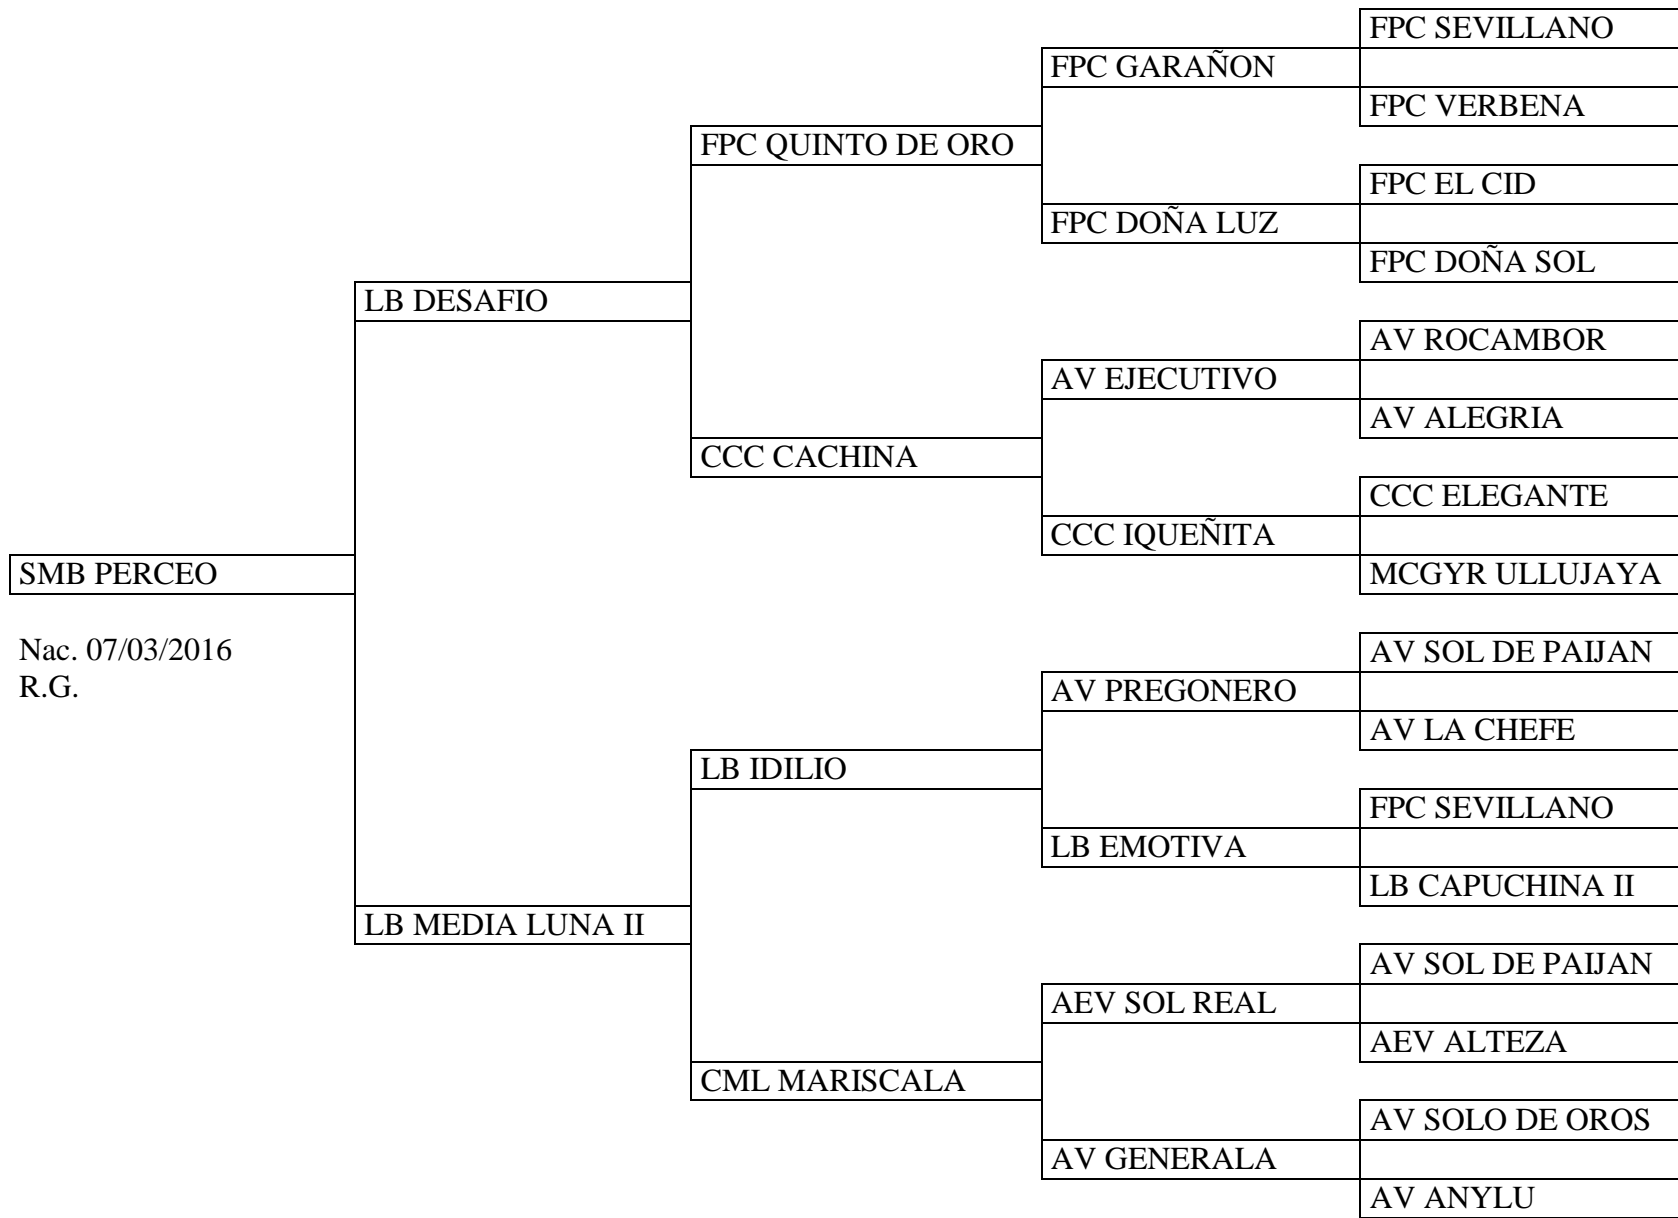 FPC SEVILLANO
FPC GARAÑON
FPC VERBENA
FPC QUINTO DE ORO
FPC EL CID
FPC DOÑA LUZ
FPC DOÑA SOL
LB DESAFIO
AV ROCAMBOR
AV EJECUTIVO
AV ALEGRIA
CCC CACHINA
CCC ELEGANTE
CCC IQUEÑITA
SMB PERCEO
MCGYR ULLUJAYA
Nac. 07/03/2016
R.G.
AV SOL DE PAIJAN
AV PREGONERO
AV LA CHEFE
LB IDILIO
FPC SEVILLANO
LB EMOTIVA
LB CAPUCHINA II
LB MEDIA LUNA II
AV SOL DE PAIJAN
AEV SOL REAL
AEV ALTEZA
CML MARISCALA
AV SOLO DE OROS
AV GENERALA
AV ANYLU